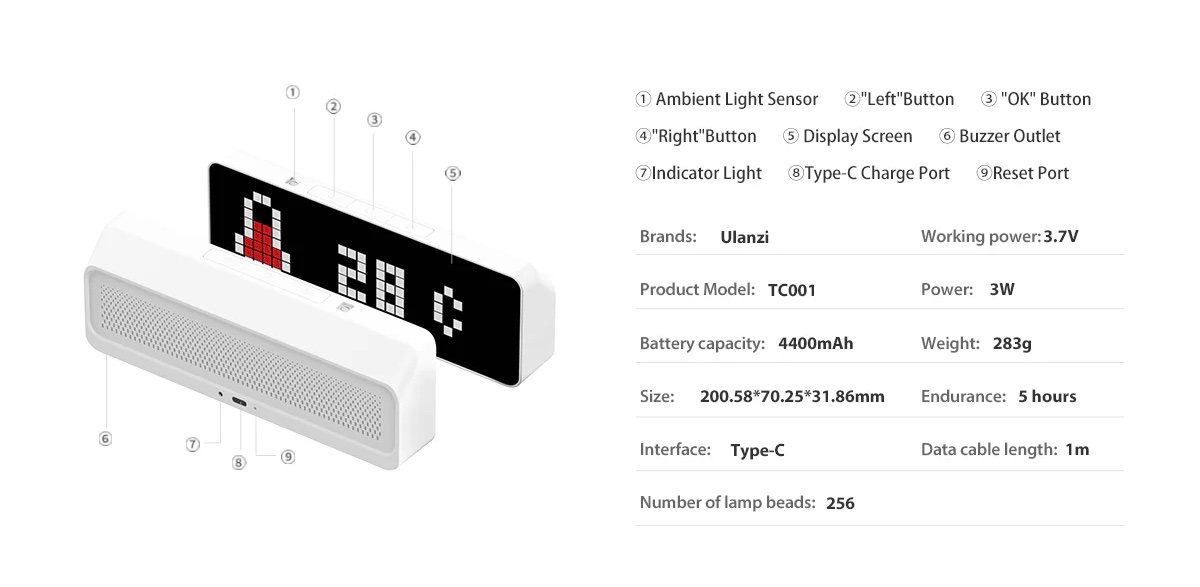 ① ② ③ ④ ⑤
28 C
⑥ ⑦ ⑧ ⑨
① Ambient Light Sensor ②"Left"Button ③ "OK" Button
④"Right"Button ⑤ Display Screen ⑥ Buzzer Outlet
⑦Indicator Light ⑧Type-C Charge Port ⑨Reset Port
Brands: Ulanzi Working power:3.7V
Product Model: TC001 Power: 3W
Battery capacity: 4400mAh Weight: 283g
Size: 200.58*70.25*31.86mm Endurance: 5 hours
Interface: Type-C Data cable length: 1m
Number of lamp beads: 256